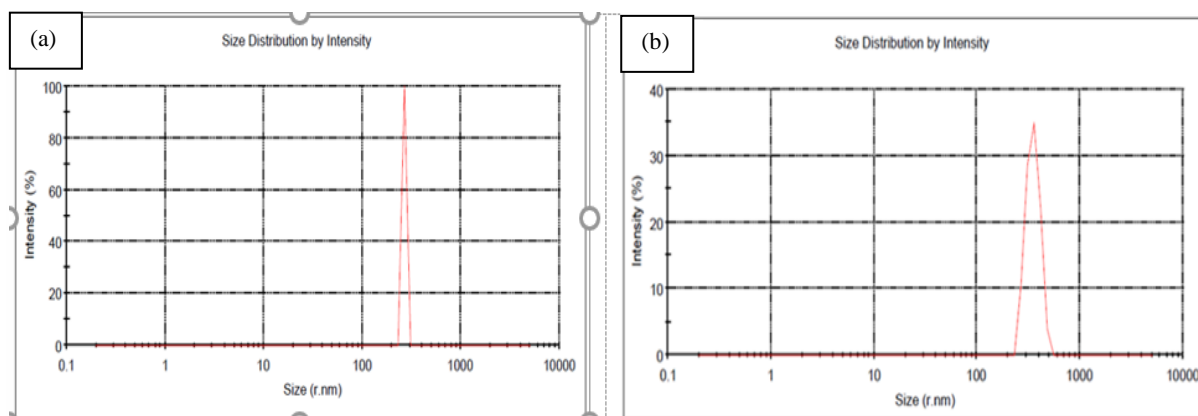 (a)
Size Distribution by Intensity
100
80
60
40
20
0
Intensity (%)
0.1 1 10 100 1000 10000
Size (r.nm)
(b)
Size Distribution by Intensity
40
30
20
10
0
Intensity (%)
0.1 1 10 100 1000 10000
Size (r.nm)